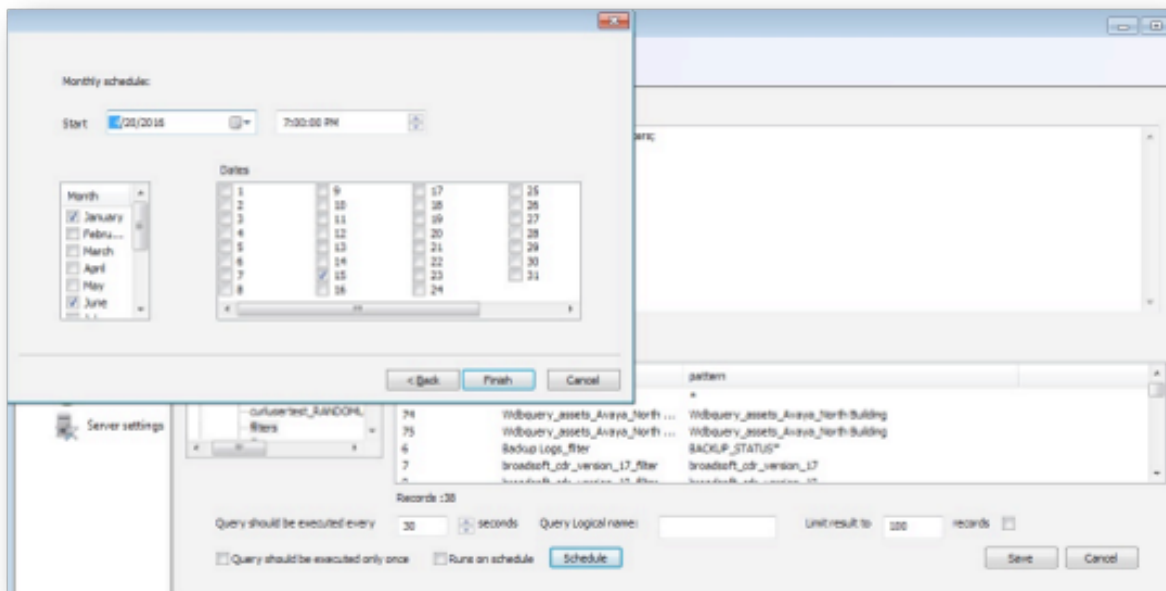 Monthly schedule:
Start /20/2016 7:00:00 PM
Dates
Month
January
Febru...
March
April
May
June
1 9 17 25
2 10 18 26
3 11 19 27
4 12 20 28
5 13 21 29
6 14 22 30
7 15 23 31
8 16 24
< Back Finish Cancel
pattern
*
Server settings
filters
74 Wdbquery_assets_Avaya_North ... Wdbquery_assets_Avaya_North Building
75 Wdbquery_assets_Avaya_North ... Wdbquery_assets_Avaya_North Building
6 Backup Logs_filter BACKUP_STATUS*
7 broadsoft_cdr_version_17_filter broadsoft_cdr_version_17
Records :38
Query should be executed every 30 seconds Query Logical name: Limit result to 100 records
Query should be executed only once Runs on schedule Schedule Save Cancel